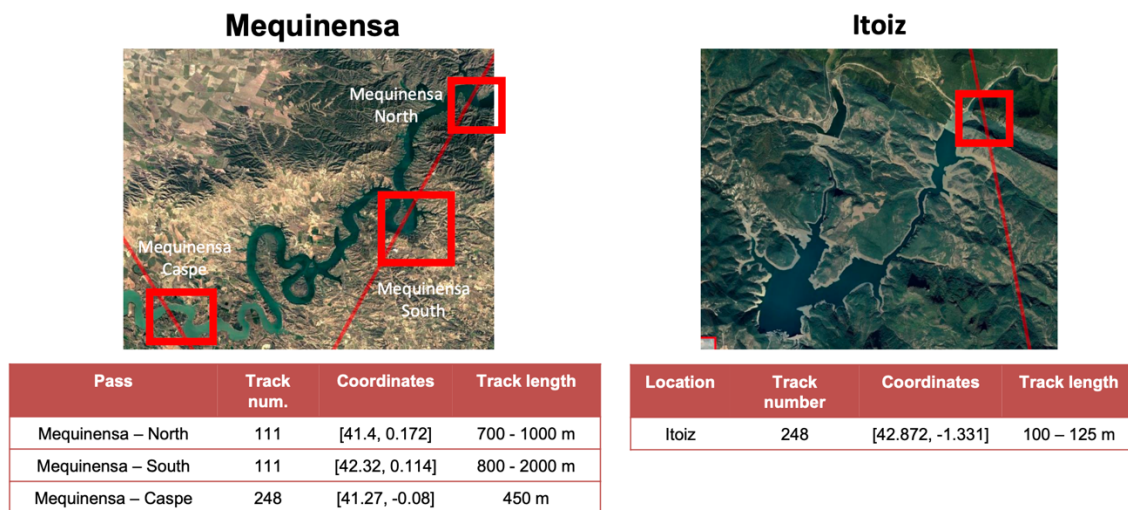 Mequinensa
Itoiz
Mequinensa
North
Mequinensa
Caspe
Mequinensa
South
Pass Track num. Coordinates Track length
Mequinensa – North 111 [41.4, 0.172] 700 - 1000 m
Mequinensa – South 111 [42.32, 0.114] 800 - 2000 m
Mequinensa – Caspe 248 [41.27, -0.08] 450 m
Location Track number Coordinates Track length
Itoiz 248 [42.872, -1.331] 100 – 125 m